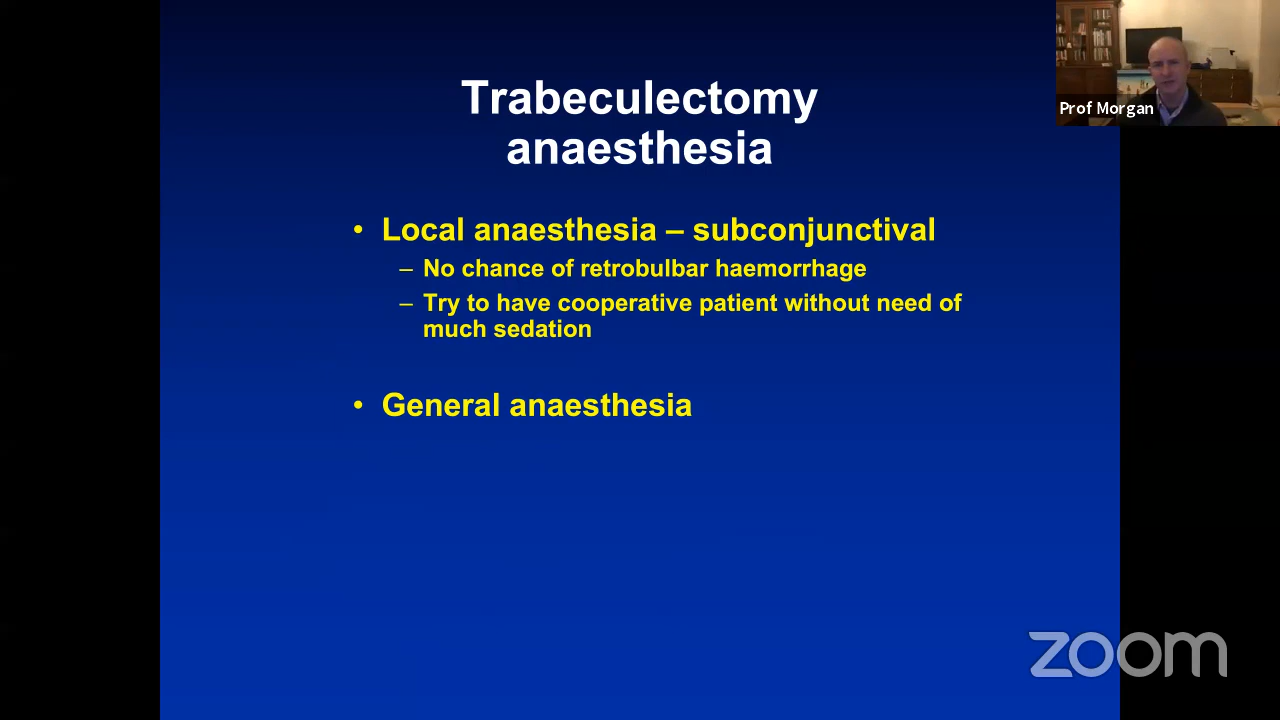 Trabeculectomy
anaesthesia
• Local anaesthesia – subconjunctival
– No chance of retrobulbar haemorrhage
– Try to have cooperative patient without need of
much sedation
• General anaesthesia
Prof Morgan
zoom